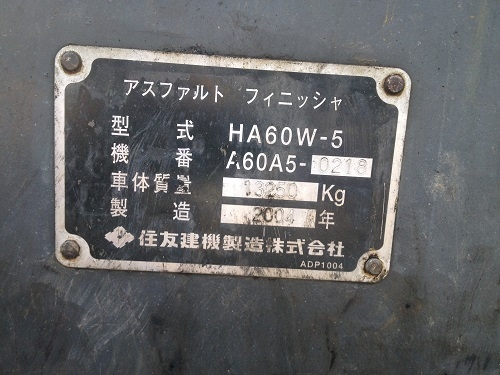 アスファルト フィニッシャ
型式 HA60W-5
機番 A60A5-0218
車体質量 13250 Kg
製造 2004 年
住友建機製造株式会社
ADP1004